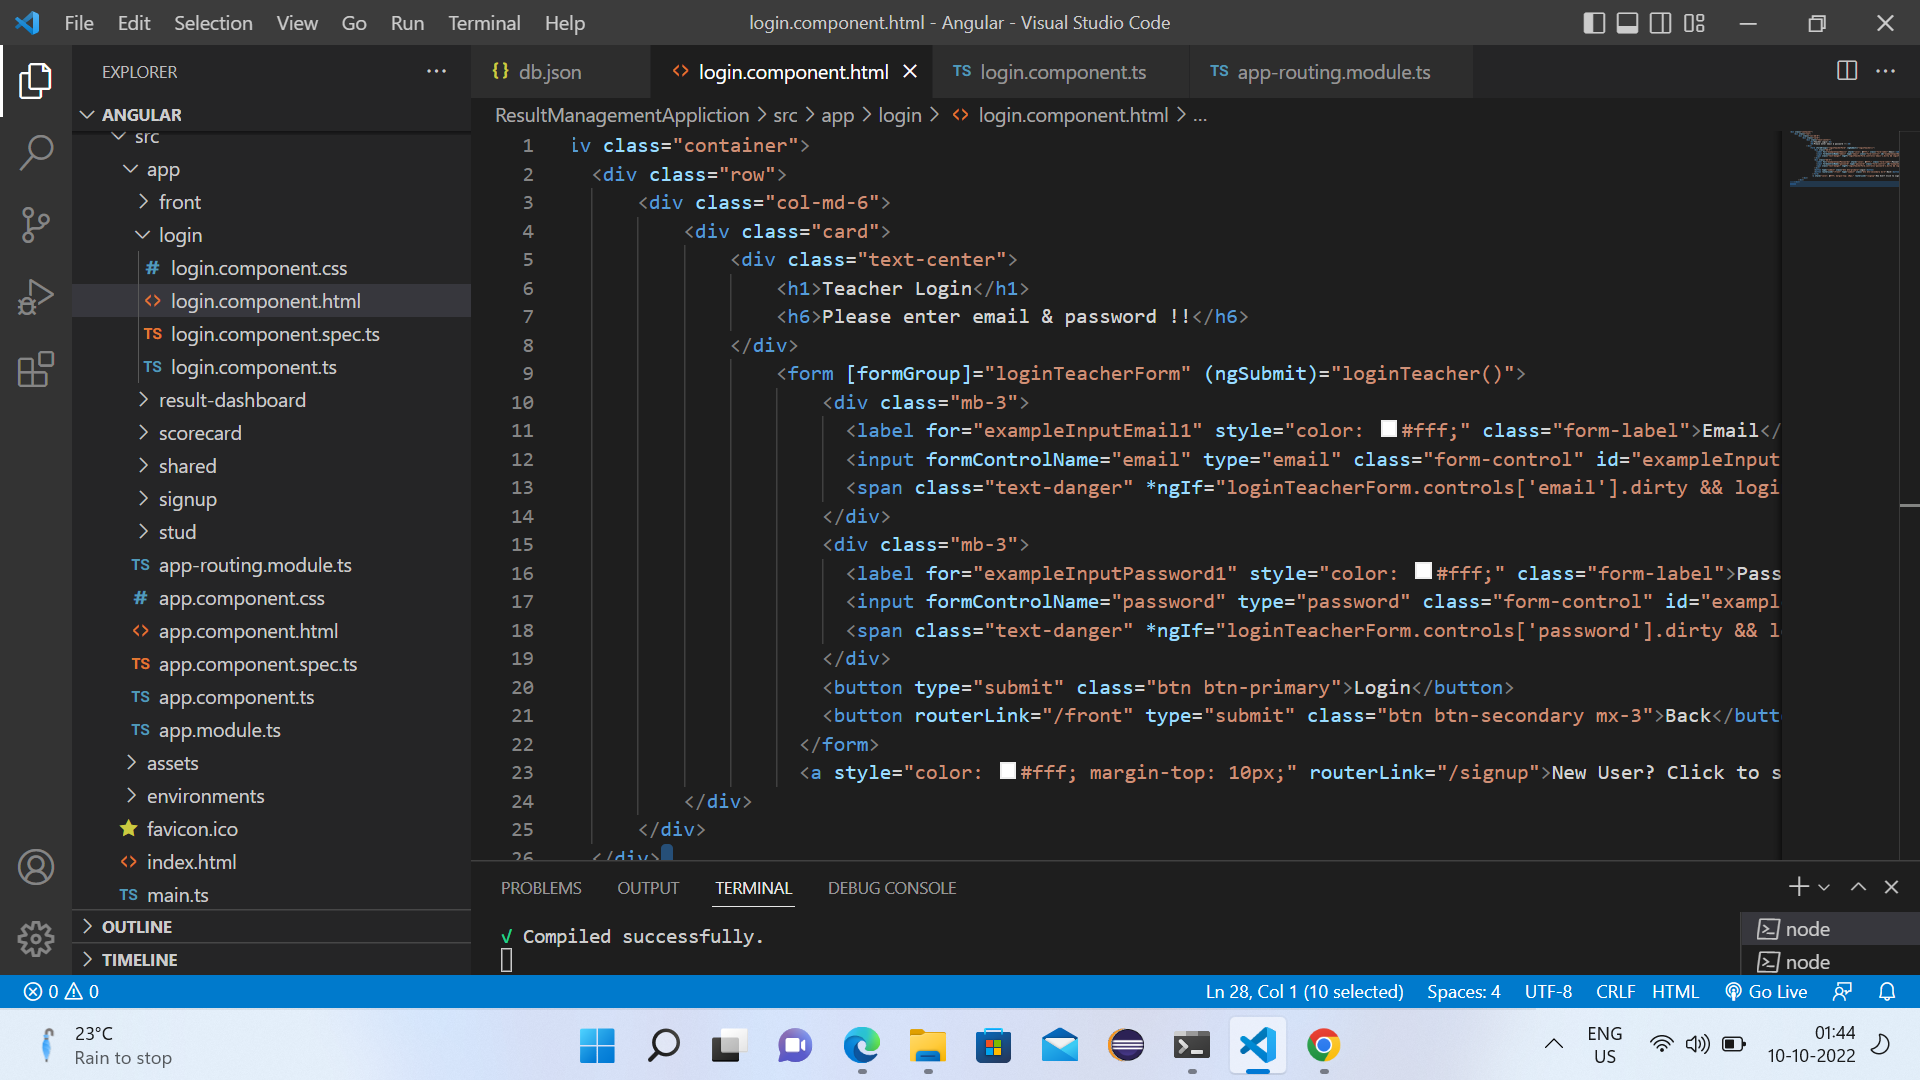 File Edit Selection View Go Run Terminal Help
login.component.html - Angular - Visual Studio Code
EXPLORER
ANGULAR
src
app
front
login
login.component.css
login.component.html
login.component.spec.ts
login.component.ts
result-dashboard
scorecard
shared
signup
stud
app-routing.module.ts
app.component.css
app.component.html
app.component.spec.ts
app.component.ts
app.module.ts
assets
environments
favicon.ico
index.html
main.ts
OUTLINE
TIMELINE
{} db.json
<> login.component.html
TS login.component.ts
TS app-routing.module.ts
ResultManagementAppliction > src > app > login > <> login.component.html > ...
1 iv class="container">
2 <div class="row">
3 <div class="col-md-6">
4 <div class="card">
5 <div class="text-center">
6 <h1>Teacher Login</h1>
7 <h6>Please enter email & password !!</h6>
8 </div>
9 <form [formGroup]="loginTeacherForm" (ngSubmit)="loginTeacher()">
10 <div class="mb-3">
11 <label for="exampleInputEmail1" style="color: #fff;" class="form-label">Email</
12 <input formControlName="email" type="email" class="form-control" id="exampleInput
13 <span class="text-danger" *ngIf="loginTeacherForm.controls['email'].dirty && logi
14 </div>
15 <div class="mb-3">
16 <label for="exampleInputPassword1" style="color: #fff;" class="form-label">Pass
17 <input formControlName="password" type="password" class="form-control" id="exampl
18 <span class="text-danger" *ngIf="loginTeacherForm.controls['password'].dirty && l
19 </div>
20 <button type="submit" class="btn btn-primary">Login</button>
21 <button routerLink="/front" type="submit" class="btn btn-secondary mx-3">Back</butt
22 </form>
23 <a style="color: #fff; margin-top: 10px;" routerLink="/signup">New User? Click to s
24 </div>
25 </div>
26 </div>
PROBLEMS OUTPUT TERMINAL DEBUG CONSOLE
√ Compiled successfully.
node
node
0 0
Ln 28, Col 1 (10 selected) Spaces: 4 UTF-8 CRLF HTML Go Live
23°C
Rain to stop
ENG
US
01:44
10-10-2022